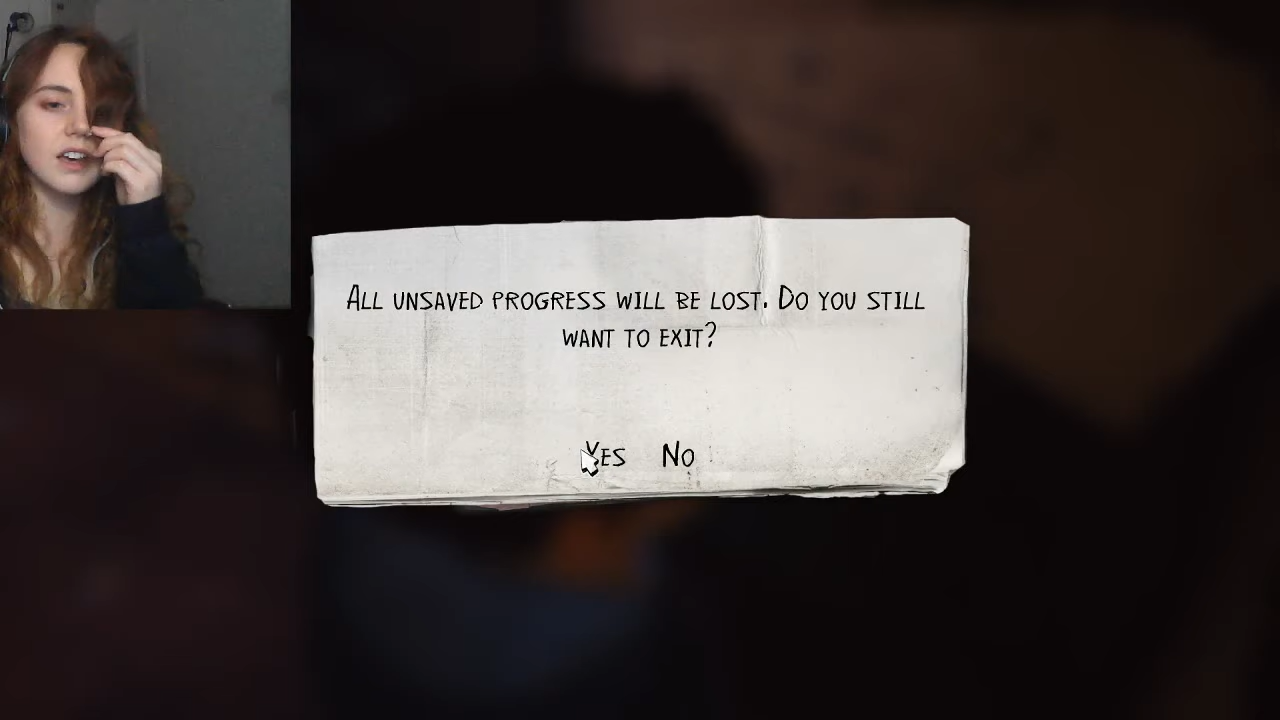 All unsaved progress will be lost. Do you still
want to exit?
Yes No